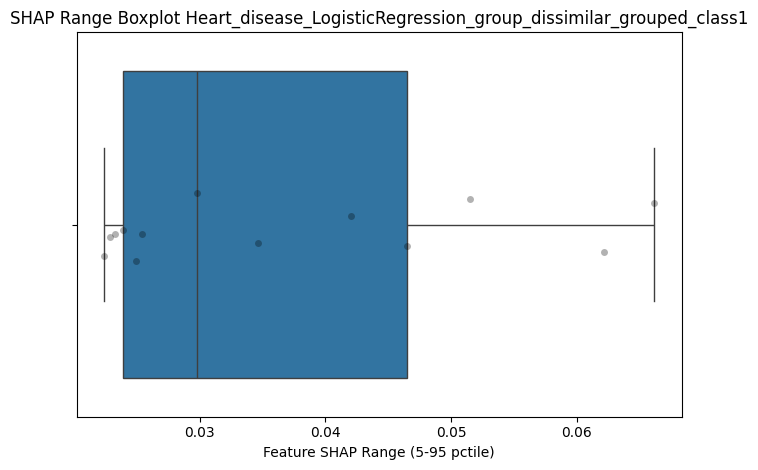 SHAP Range Boxplot Heart_disease_LogisticRegression_group_dissimilar_grouped_class1
0.03 0.04 0.05 0.06
Feature SHAP Range (5-95 pctile)